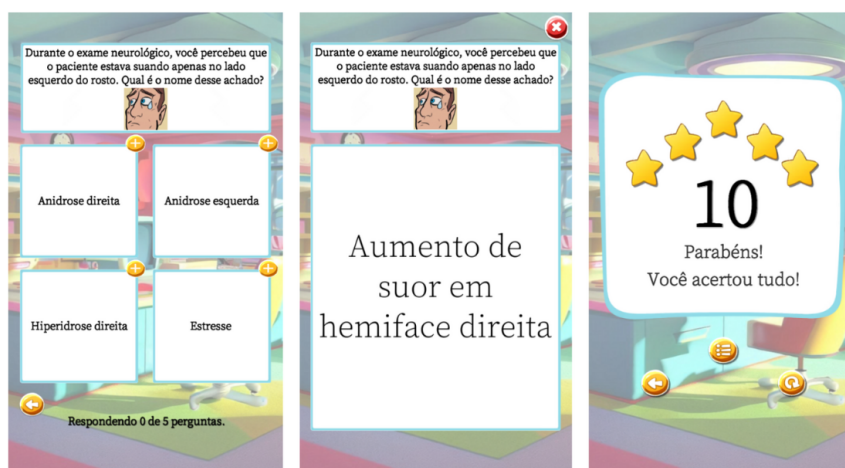 Durante o exame neurológico, você percebeu que
o paciente estava suando apenas no lado
esquerdo do rosto. Qual é o nome desse achado?
Anidrose direita
Anidrose esquerda
Hiperidrose direita
Estresse
Respondendo 0 de 5 perguntas.
Durante o exame neurológico, você percebeu que
o paciente estava suando apenas no lado
esquerdo do rosto. Qual é o nome desse achado?
Aumento de
suor em
hemiface direita
10
Parabéns!
Você acertou tudo!